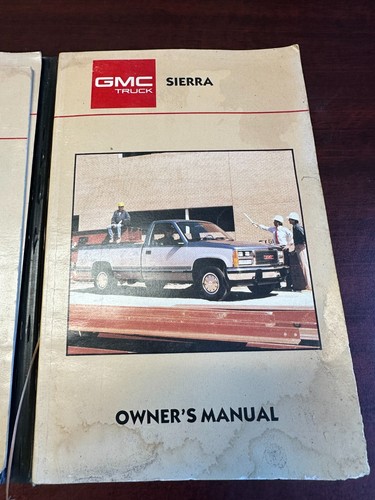 GMC
TRUCK
SIERRA
OWNER'S MANUAL